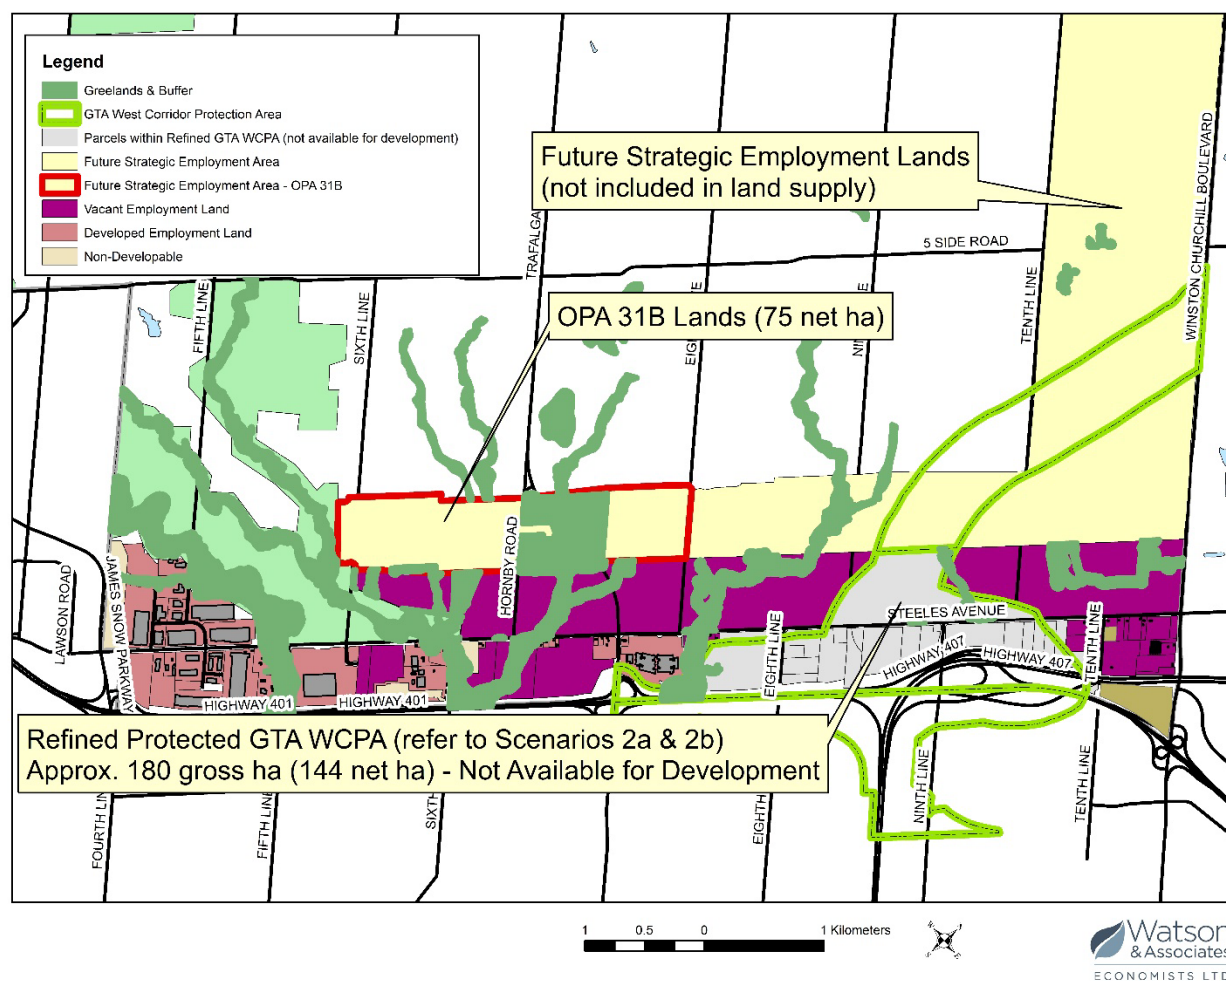 Legend
Greelands & Buffer
GTA West Corridor Protection Area
Parcels within Refined GTA WCPA (not available for development)
Future Strategic Employment Area
Future Strategic Employment Area - OPA 31B
Vacant Employment Land
Developed Employment Land
Non-Developable
Future Strategic Employment Lands
(not included in land supply)
5 SIDE ROAD
WINSTON CHURCHILL BOULEVARD
OPA 31B Lands (75 net ha)
FIFTH LINE
SIXTH LINE
TENTH LINE
LAWSON ROAD
JAMES SNOW PARKWAY
HORNBY ROAD
EIGHTH LINE
STEELES AVENUE
HIGHWAY 407
HIGHWAY 407
TENTH LINE
HIGHWAY 401
HIGHWAY 401
Refined Protected GTA WCPA (refer to Scenarios 2a & 2b)
Approx. 180 gross ha (144 net ha) - Not Available for Development
FIFTH LINE
NINTH LINE
TENTH LINE
1 0.5 0 1 Kilometers
Watson
& Associates
ECONOMISTS LTD